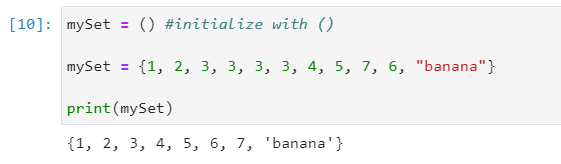 [10]: mySet = () #initialize with ()
mySet = {1, 2, 3, 3, 3, 3, 4, 5, 7, 6, "banana"}
print(mySet)
{1, 2, 3, 4, 5, 6, 7, 'banana'}